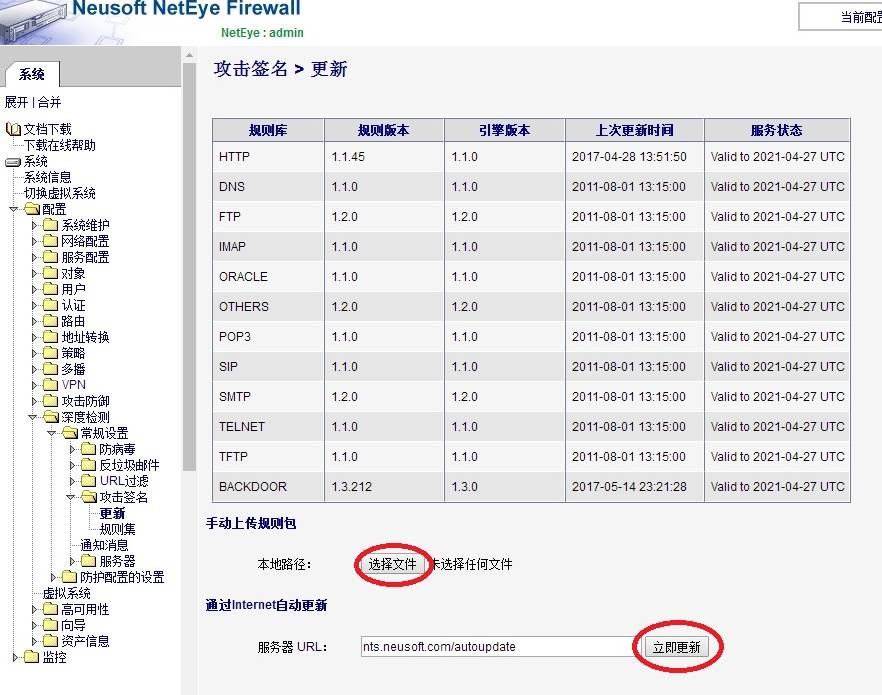 Neusoft NetEye Firewall
NetEye : admin
当前配置
系统
展开 | 合并
文档下载
下载在线帮助
系统
系统信息
切换虚拟系统
配置
系统维护
网络配置
服务配置
对象
用户
认证
路由
地址转换
策略
多播
VPN
攻击防御
深度检测
常规设置
防病毒
反垃圾邮件
URL过滤
攻击签名
更新
规则集
通知消息
服务器
防护配置的设置
虚拟系统
高可用性
向导
资产信息
监控
攻击签名 > 更新
规则库 规则版本 引擎版本 上次更新时间 服务状态
HTTP 1.1.45 1.1.0 2017-04-28 13:51:50 Valid to 2021-04-27 UTC
DNS 1.1.0 1.1.0 2011-08-01 13:15:00 Valid to 2021-04-27 UTC
FTP 1.2.0 1.2.0 2011-08-01 13:15:00 Valid to 2021-04-27 UTC
IMAP 1.1.0 1.1.0 2011-08-01 13:15:00 Valid to 2021-04-27 UTC
ORACLE 1.1.0 1.1.0 2011-08-01 13:15:00 Valid to 2021-04-27 UTC
OTHERS 1.2.0 1.2.0 2011-08-01 13:15:00 Valid to 2021-04-27 UTC
POP3 1.1.0 1.1.0 2011-08-01 13:15:00 Valid to 2021-04-27 UTC
SIP 1.1.0 1.1.0 2011-08-01 13:15:00 Valid to 2021-04-27 UTC
SMTP 1.2.0 1.2.0 2011-08-01 13:15:00 Valid to 2021-04-27 UTC
TELNET 1.1.0 1.1.0 2011-08-01 13:15:00 Valid to 2021-04-27 UTC
TFTP 1.1.0 1.1.0 2011-08-01 13:15:00 Valid to 2021-04-27 UTC
BACKDOOR 1.3.212 1.3.0 2017-05-14 23:21:28 Valid to 2021-04-27 UTC
手动上传规则包
本地路径： 选择文件 未选择任何文件
通过Internet自动更新
服务器 URL： nts.neusoft.com/autoupdate 立即更新